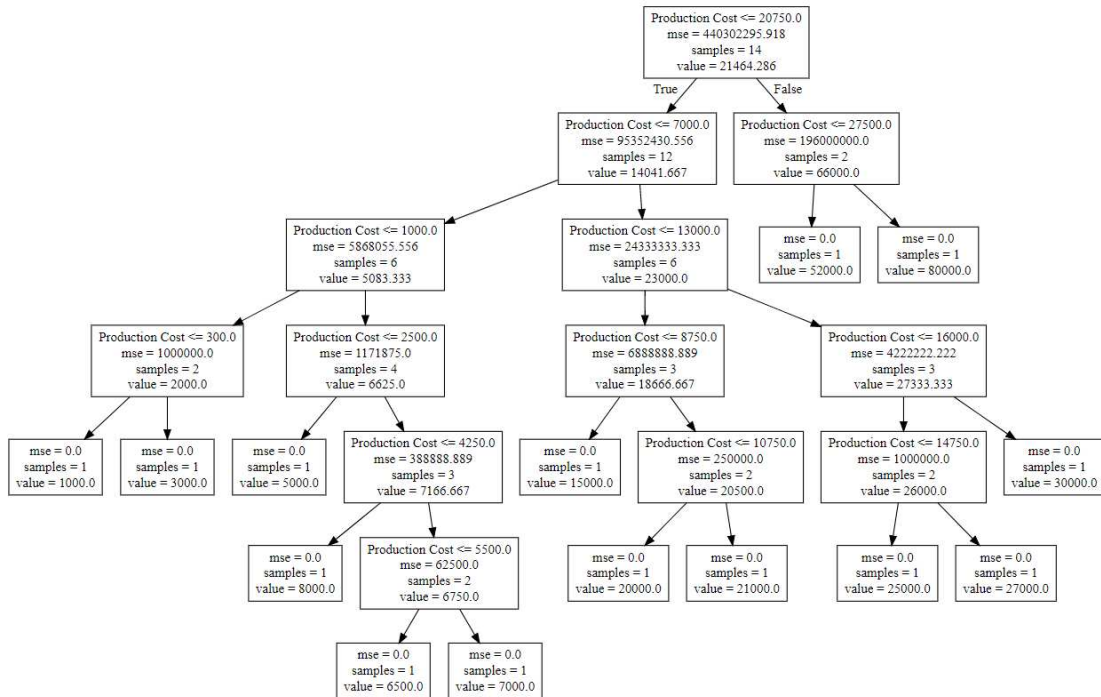 Production Cost <= 20750.0
mse = 440302295.918
samples = 14
value = 21464.286
True
False
Production Cost <= 7000.0
mse = 95352430.556
samples = 12
value = 14041.667
Production Cost <= 27500.0
mse = 196000000.0
samples = 2
value = 66000.0
Production Cost <= 1000.0
mse = 5868055.556
samples = 6
value = 5083.333
Production Cost <= 13000.0
mse = 24333333.333
samples = 6
value = 23000.0
mse = 0.0
samples = 1
value = 52000.0
mse = 0.0
samples = 1
value = 80000.0
Production Cost <= 300.0
mse = 1000000.0
samples = 2
value = 2000.0
Production Cost <= 2500.0
mse = 1171875.0
samples = 4
value = 6625.0
Production Cost <= 8750.0
mse = 6888888.889
samples = 3
value = 18666.667
Production Cost <= 16000.0
mse = 4222222.222
samples = 3
value = 27333.333
mse = 0.0
samples = 1
value = 1000.0
mse = 0.0
samples = 1
value = 3000.0
mse = 0.0
samples = 1
value = 5000.0
Production Cost <= 4250.0
mse = 388888.889
samples = 3
value = 7166.667
mse = 0.0
samples = 1
value = 15000.0
Production Cost <= 10750.0
mse = 250000.0
samples = 2
value = 20500.0
Production Cost <= 14750.0
mse = 1000000.0
samples = 2
value = 26000.0
mse = 0.0
samples = 1
value = 30000.0
mse = 0.0
samples = 1
value = 8000.0
Production Cost <= 5500.0
mse = 62500.0
samples = 2
value = 6750.0
mse = 0.0
samples = 1
value = 20000.0
mse = 0.0
samples = 1
value = 21000.0
mse = 0.0
samples = 1
value = 25000.0
mse = 0.0
samples = 1
value = 27000.0
mse = 0.0
samples = 1
value = 6500.0
mse = 0.0
samples = 1
value = 7000.0